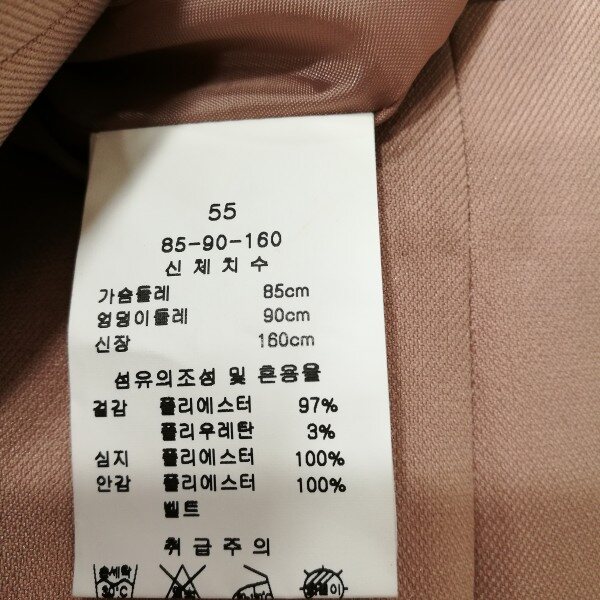 55
85-90-160
신체치수
가슴둘레 85cm
엉덩이둘레 90cm
신장 160cm
섬유의조성 및 혼용율
겉감 폴리에스터 97%
폴리우레탄 3%
심지 폴리에스터 100%
안감 폴리에스터 100%
벨트
취급주의